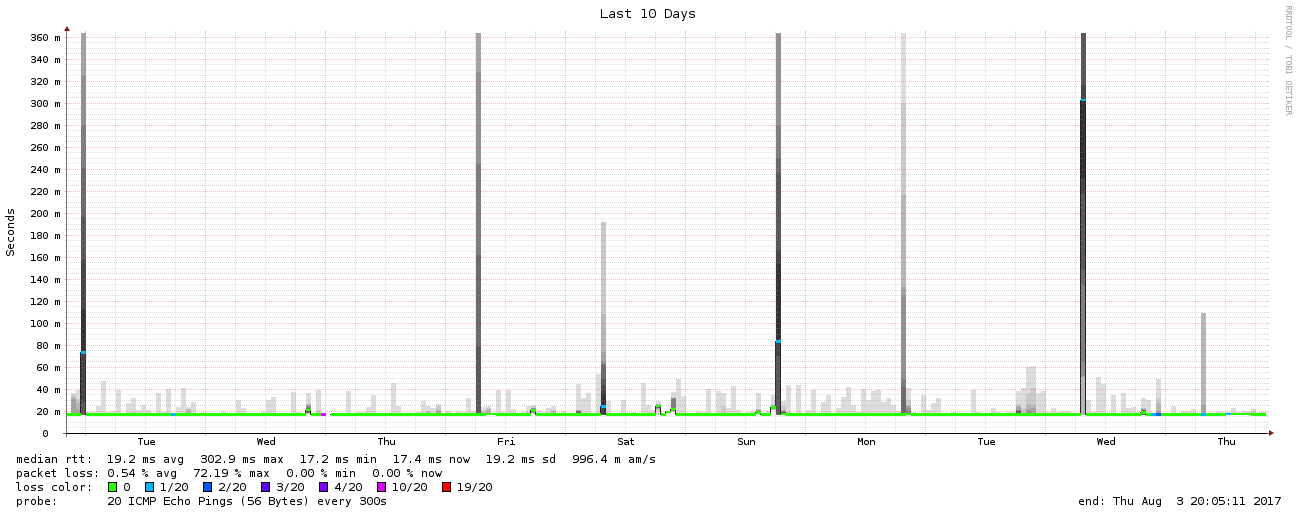 Last 10 Days
RRDTOOL / TOBI OETIKER
Seconds
360 m
340 m
320 m
300 m
280 m
260 m
240 m
220 m
200 m
180 m
160 m
140 m
120 m
100 m
80 m
60 m
40 m
20 m
0
Tue Wed Thu Fri Sat Sun Mon Tue Wed Thu
median rtt: 19.2 ms avg 302.9 ms max 17.2 ms min 17.4 ms now 19.2 ms sd 996.4 m am/s
packet loss: 0.54 % avg 72.19 % max 0.00 % min 0.00 % now
loss color: 0 1/20 2/20 3/20 4/20 10/20 19/20
probe: 20 ICMP Echo Pings (56 Bytes) every 300s end: Thu Aug 3 20:05:11 2017